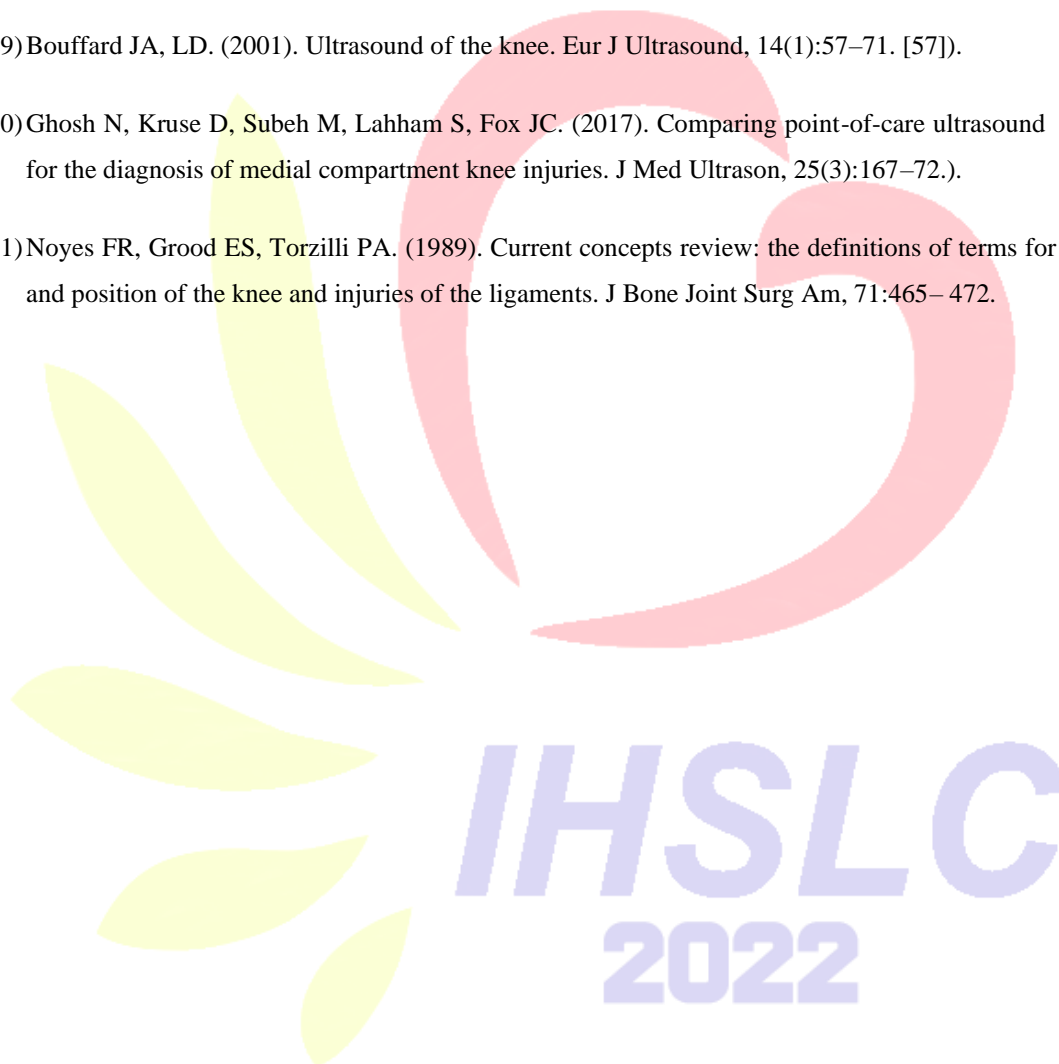 9) Bouffard JA, LD. (2001). Ultrasound of the knee. Eur J Ultrasound, 14(1):57–71. [57]).
0) Ghosh N, Kruse D, Subeh M, Lahham S, Fox JC. (2017). Comparing point-of-care ultrasound
for the diagnosis of medial compartment knee injuries. J Med Ultrason, 25(3):167–72.).
1) Noyes FR, Grood ES, Torzilli PA. (1989). Current concepts review: the definitions of terms for
and position of the knee and injuries of the ligaments. J Bone Joint Surg Am, 71:465– 472.
IHSLC
2022